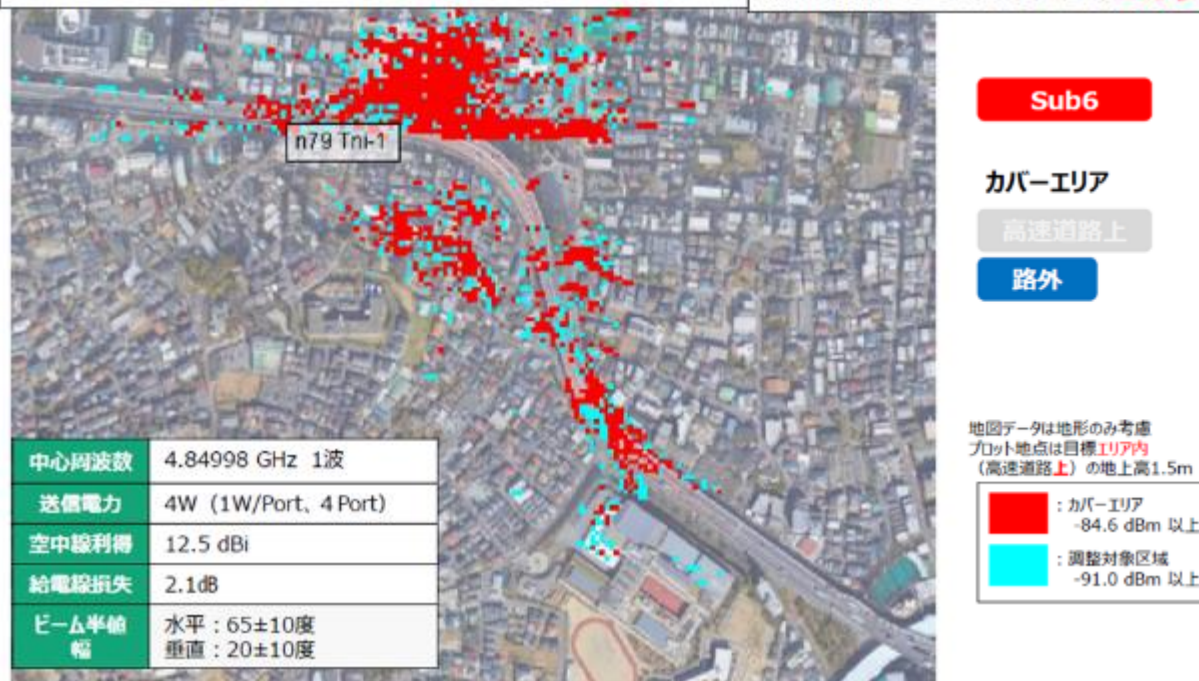 Sub6
n79 Tni-1
カバーエリア
高速道路上
路外
中心周波数 4.84998 GHz 1波
送信電力 4W (1W/Port、4 Port)
空中線利得 12.5 dBi
給電線損失 2.1dB
ビーム半値
幅
水平:65±10度
垂直:20±10度
地図データは地形のみ考慮
プロット地点は目標エリア内
(高速道路上)の地上高1.5m
:カバーエリア
-84.6 dBm 以上
:調整対象区域
-91.0 dBm 以上